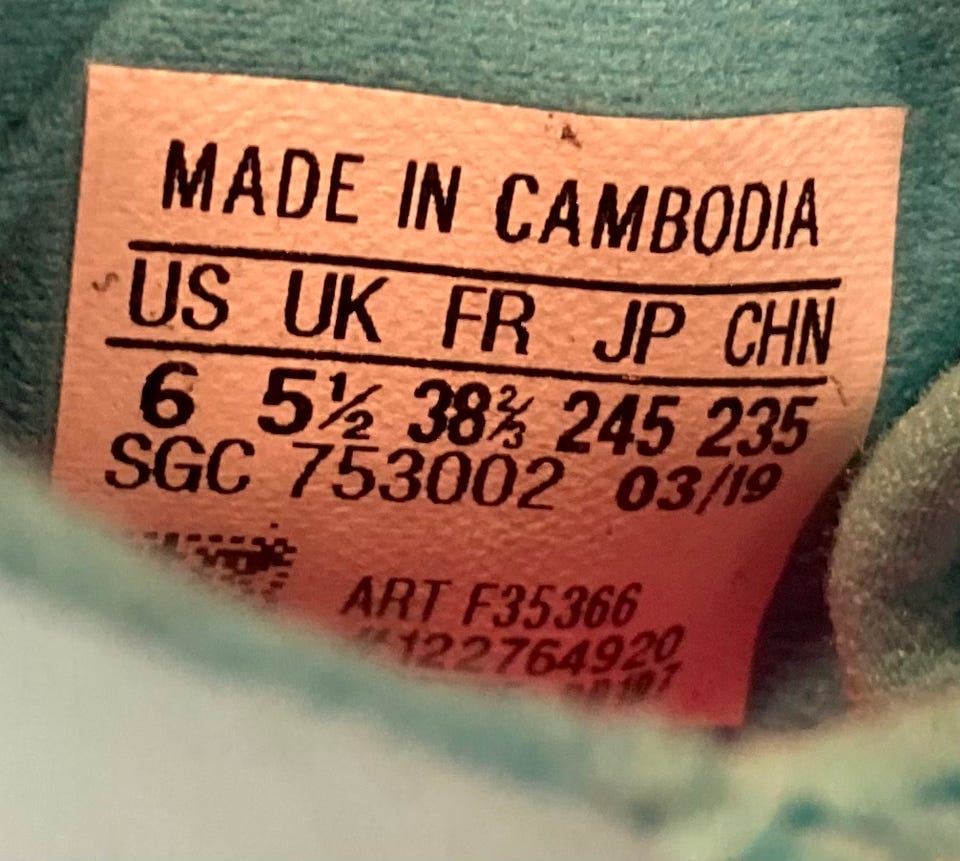 MADE IN CAMBODIA
US UK FR JP CHN
6 5½ 38⅔ 245 235
SGC 753002 03/19
ART F35366
#122764920